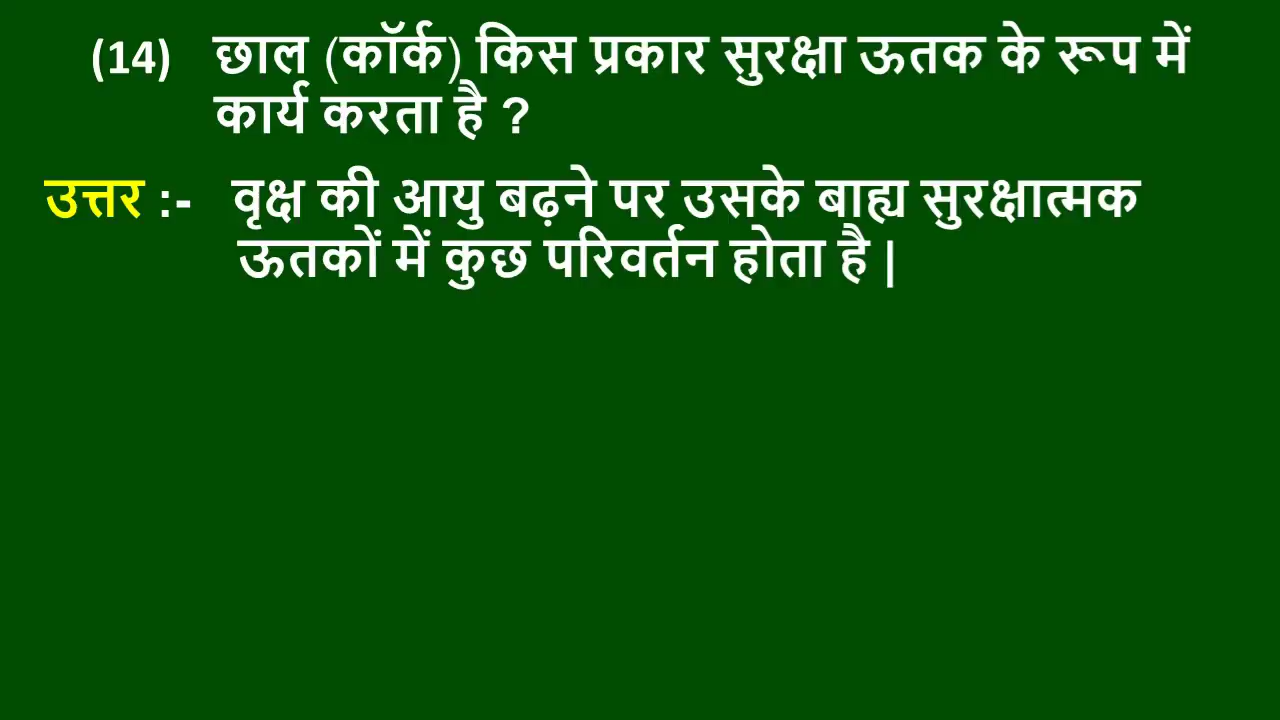 (14) छाल (कॉर्क) किस प्रकार सुरक्षा ऊतक के रूप में
कार्य करता है ?
उत्तर :- वृक्ष की आयु बढ़ने पर उसके बाह्य सुरक्षात्मक
ऊतकों में कुछ परिवर्तन होता है |